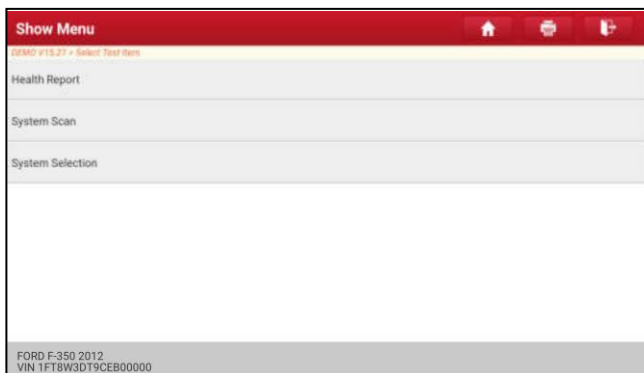 Show Menu
DEMO V15.27 > Select Test Item
Health Report
System Scan
System Selection
FORD F-350 2012
VIN 1FT8W3DT9CEB00000